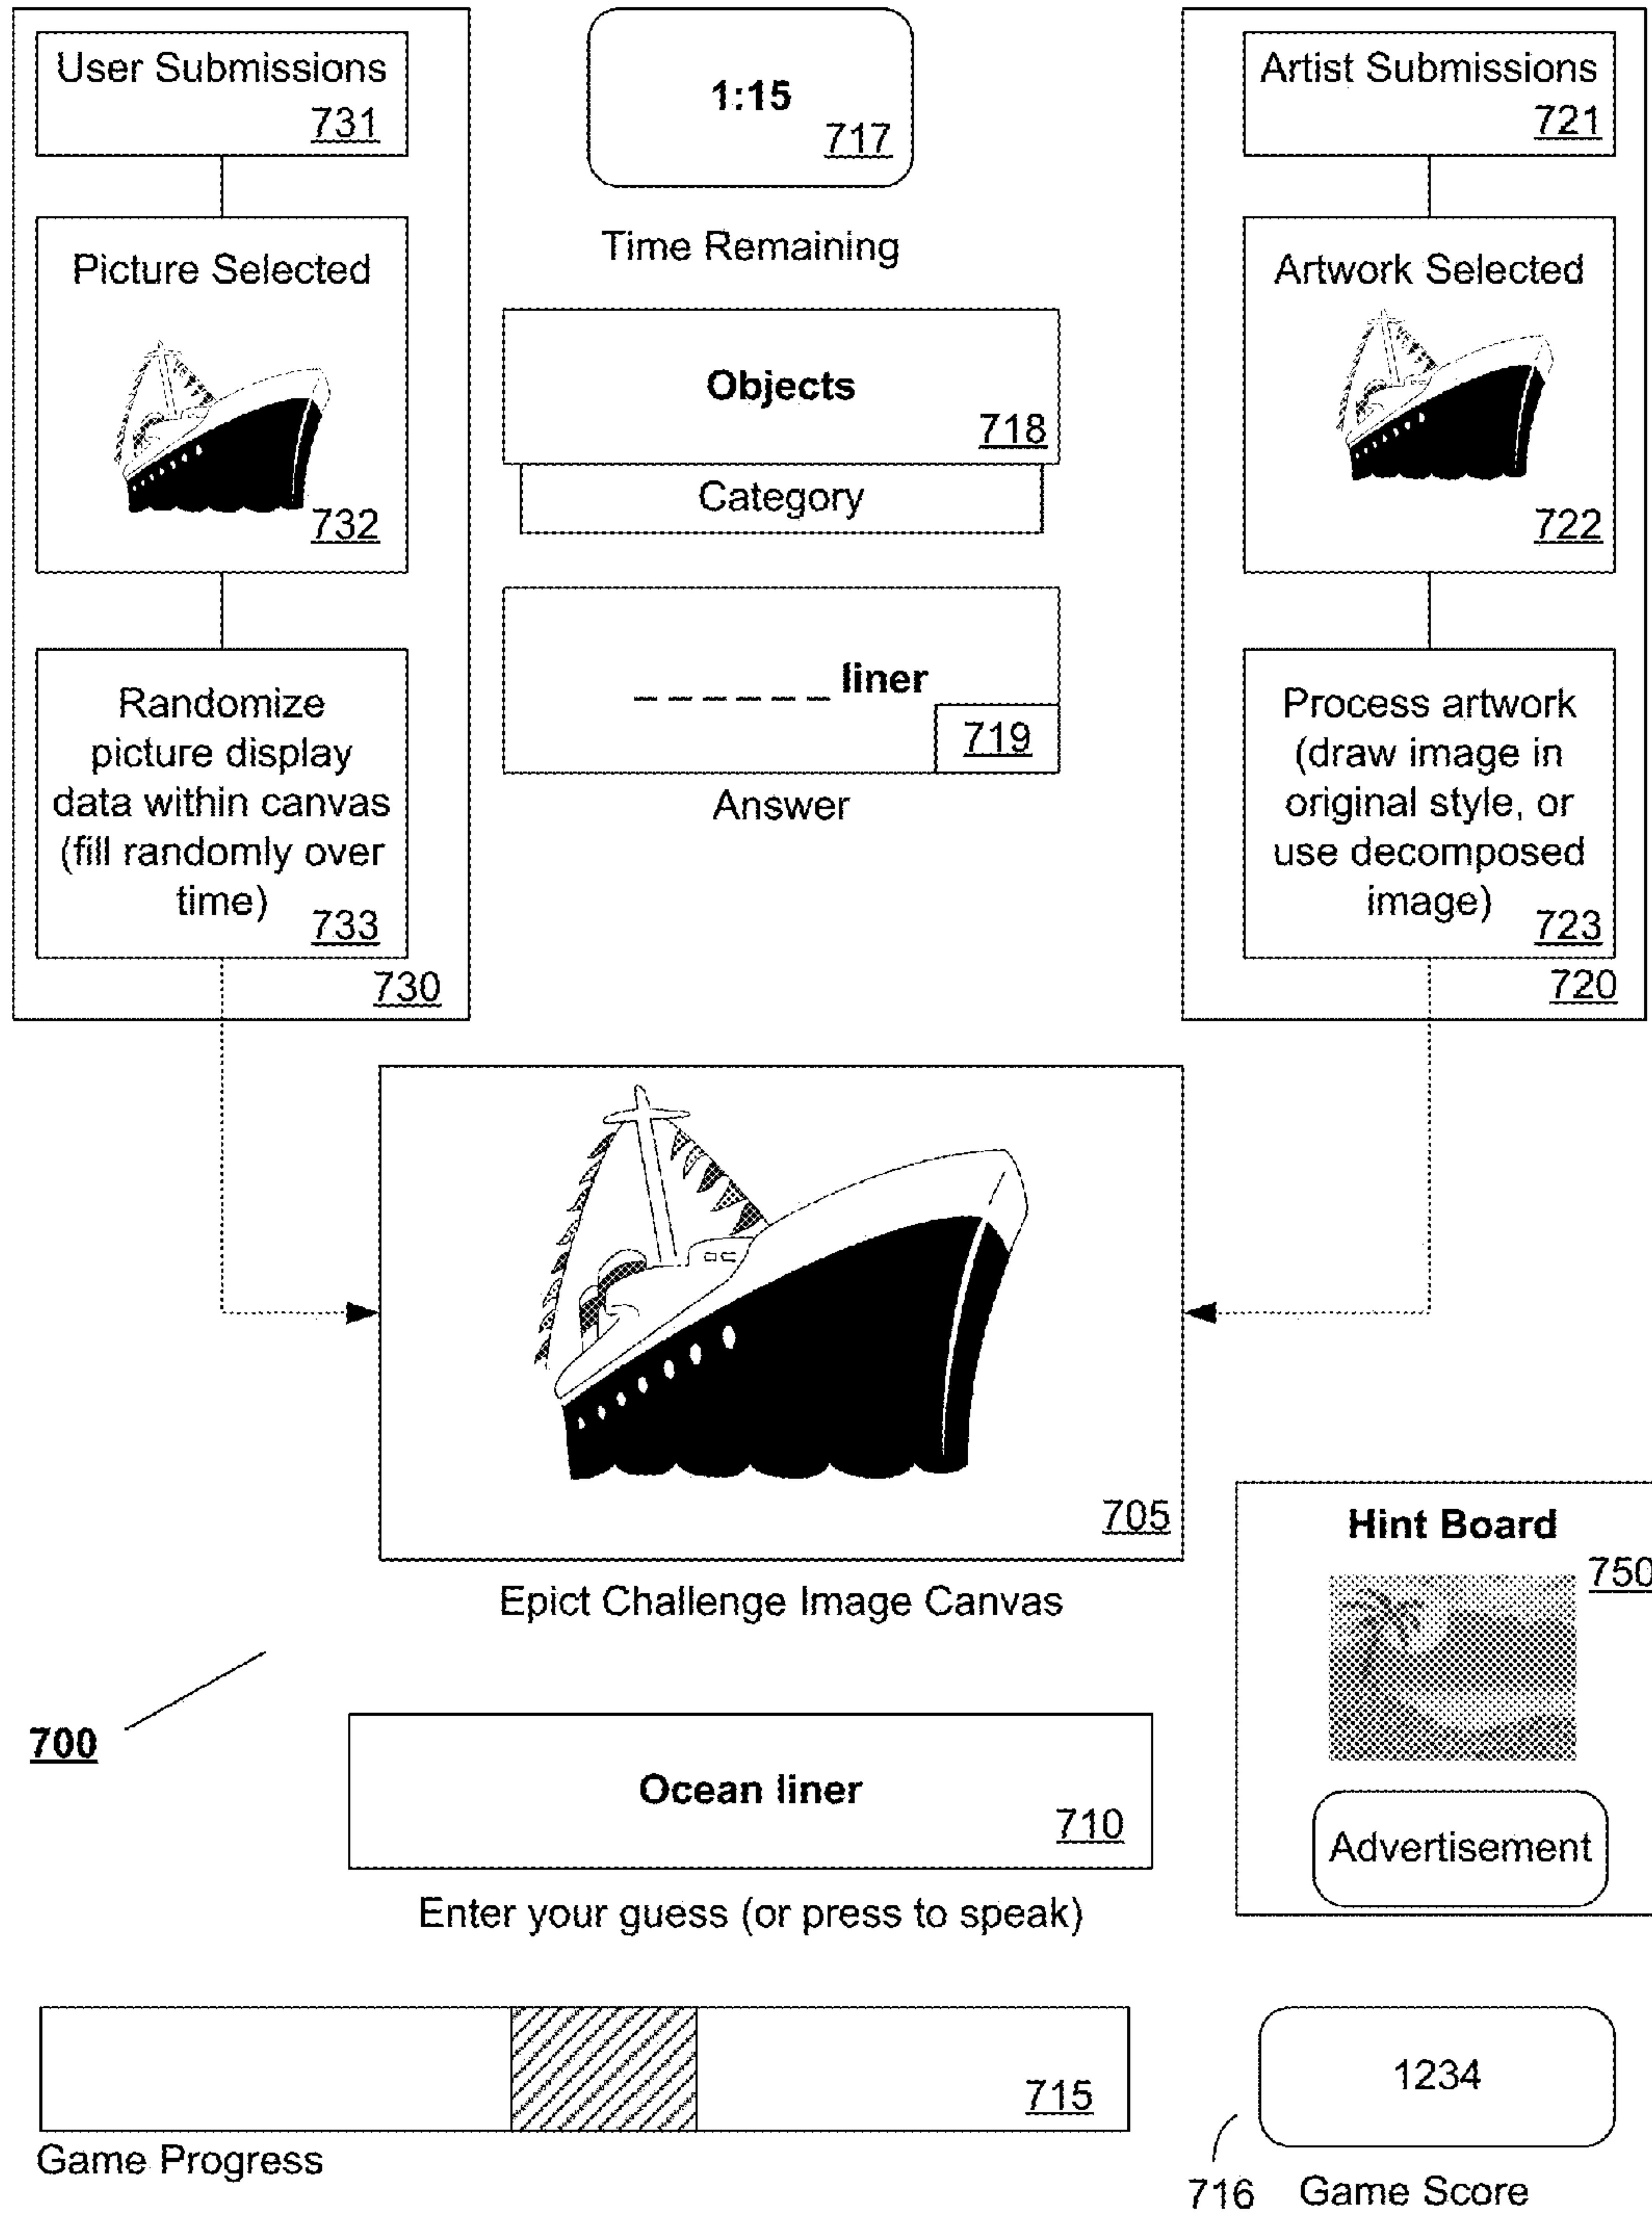 User Submissions
731
Picture Selected
732
Randomize
picture display
data within canvas
(fill randomly over
time)
733
730
1:15
717
Time Remaining
Objects
718
Category
_ _ _ _ _ _ liner
719
Answer
Artist Submissions
721
Artwork Selected
722
Process artwork
(draw image in
original style, or
use decomposed
image)
723
720
705
Epict Challenge Image Canvas
Hint Board
750
Advertisement
700
Ocean liner
710
Enter your guess (or press to speak)
715
Game Progress
1234
716
Game Score